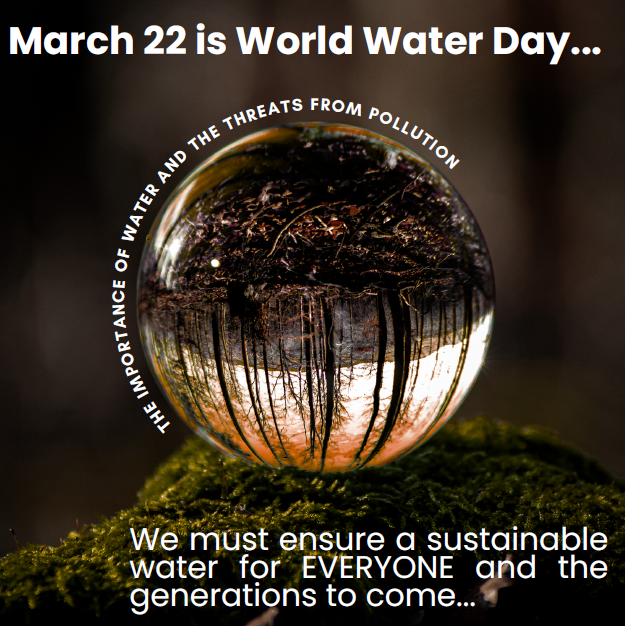 March 22 is World Water Day...
THE IMPORTANCE OF WATER AND THE THREATS FROM POLLUTION
We must ensure a sustainable
water for EVERYONE and the
generations to come...